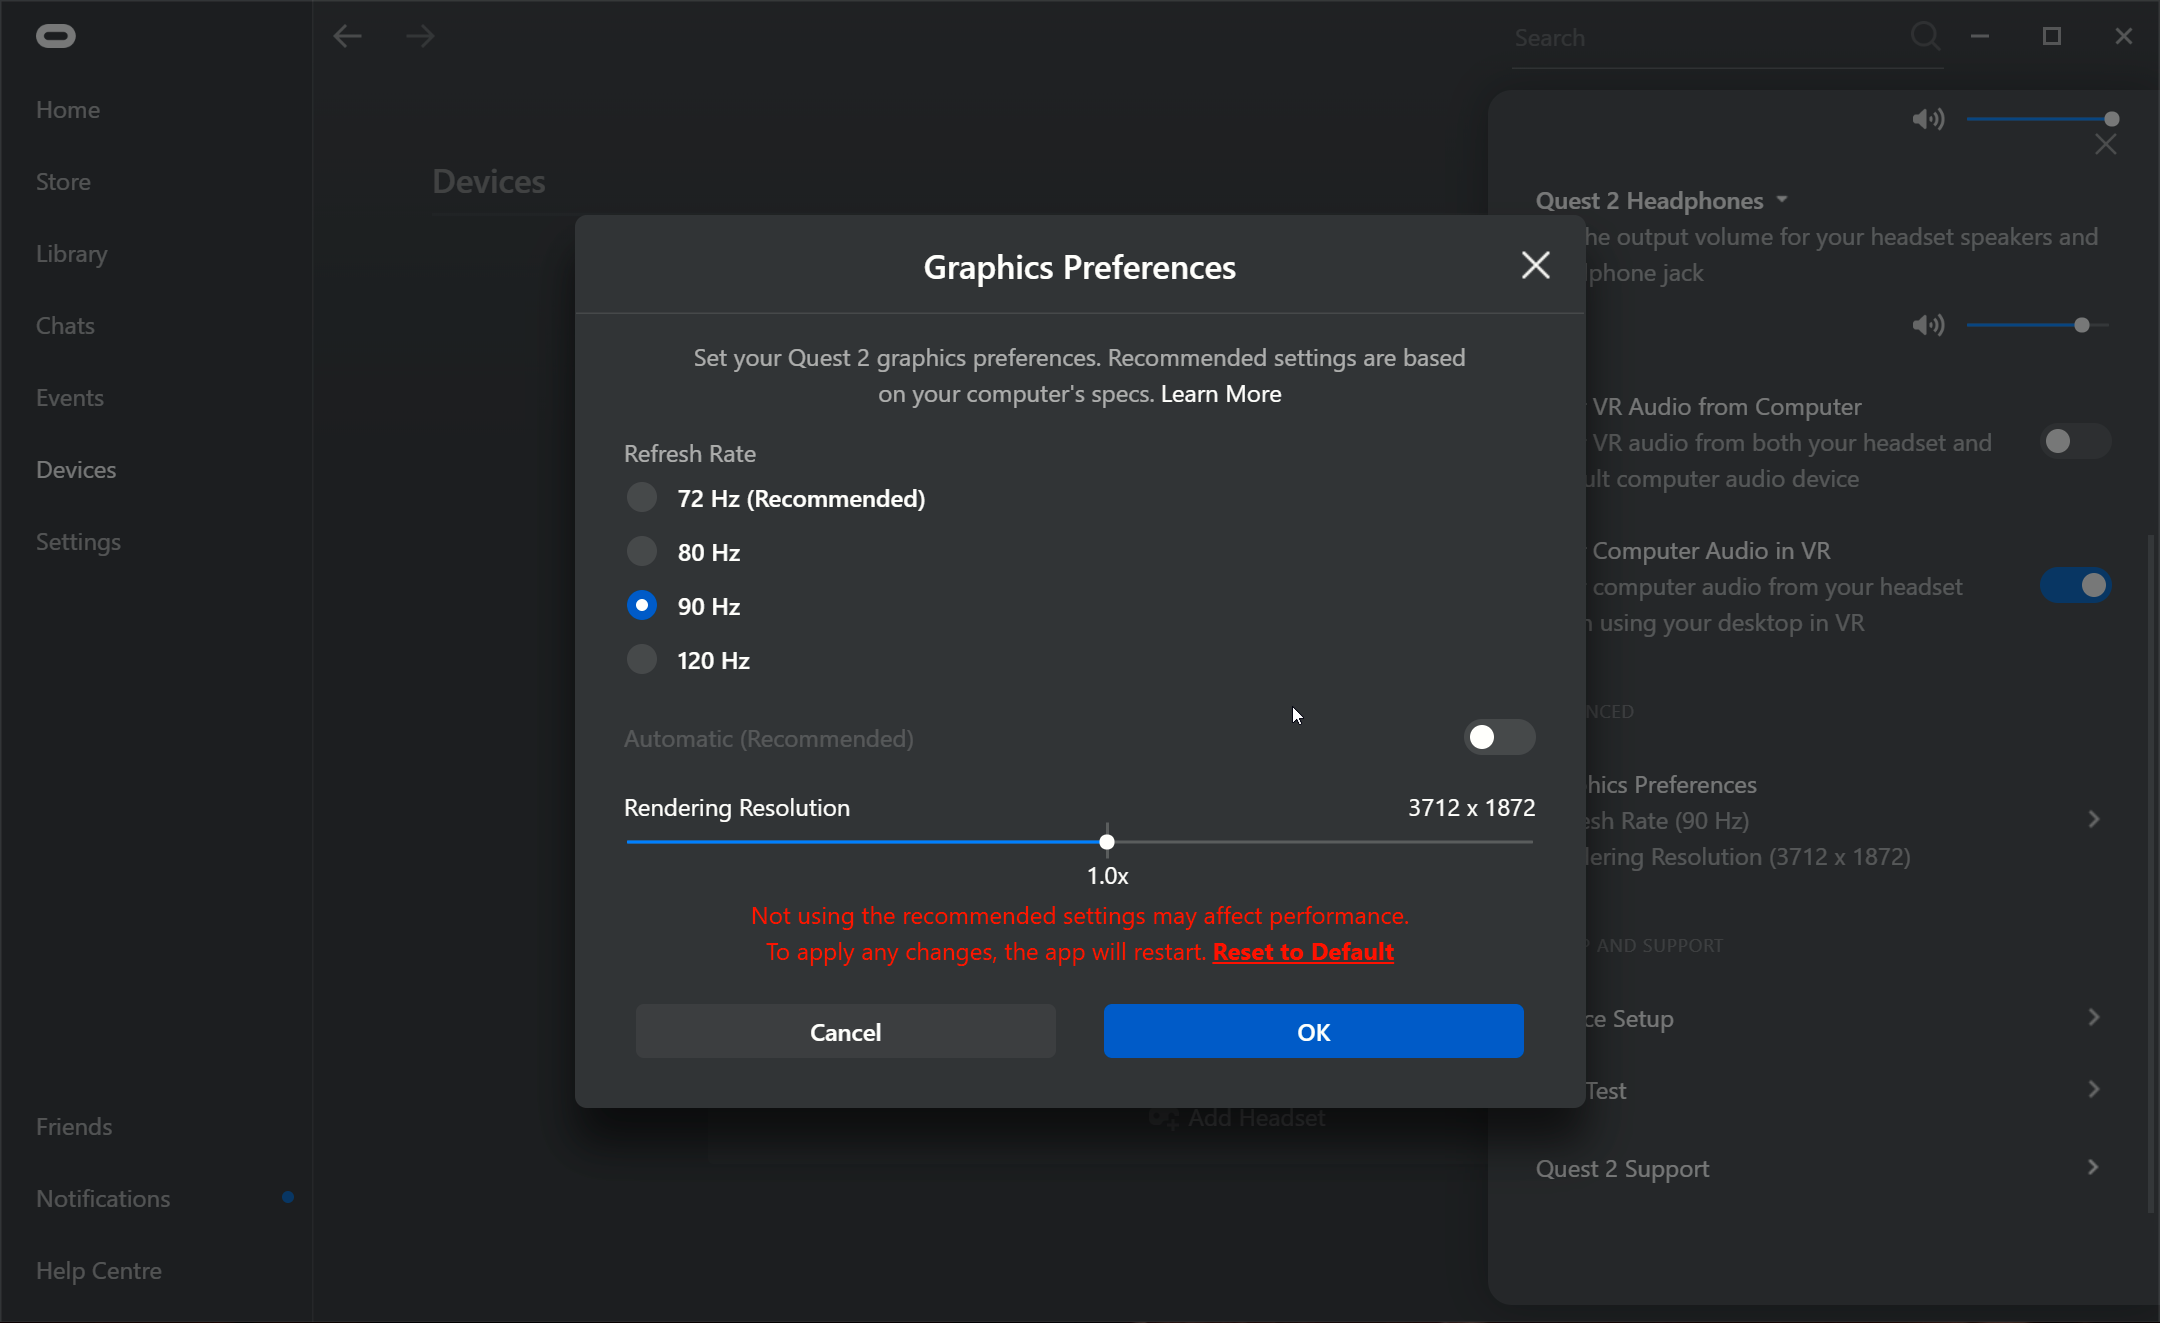 Search
Home
Store
Library
Chats
Events
Devices
Settings
Friends
Notifications
Help Centre
Devices
Graphics Preferences
Set your Quest 2 graphics preferences. Recommended settings are based
on your computer's specs. Learn More
Refresh Rate
72 Hz (Recommended)
80 Hz
90 Hz
120 Hz
Automatic (Recommended)
Rendering Resolution 3712 x 1872
1.0x
Not using the recommended settings may affect performance.
To apply any changes, the app will restart. Reset to Default
Cancel OK
Add Headset
Quest 2 Headphones
he output volume for your headset speakers and
phone jack
VR Audio from Computer
VR audio from both your headset and
ult computer audio device
Computer Audio in VR
computer audio from your headset
using your desktop in VR
NCED
hics Preferences
esh Rate (90 Hz)
dering Resolution (3712 x 1872)
P AND SUPPORT
ce Setup
Test
Quest 2 Support